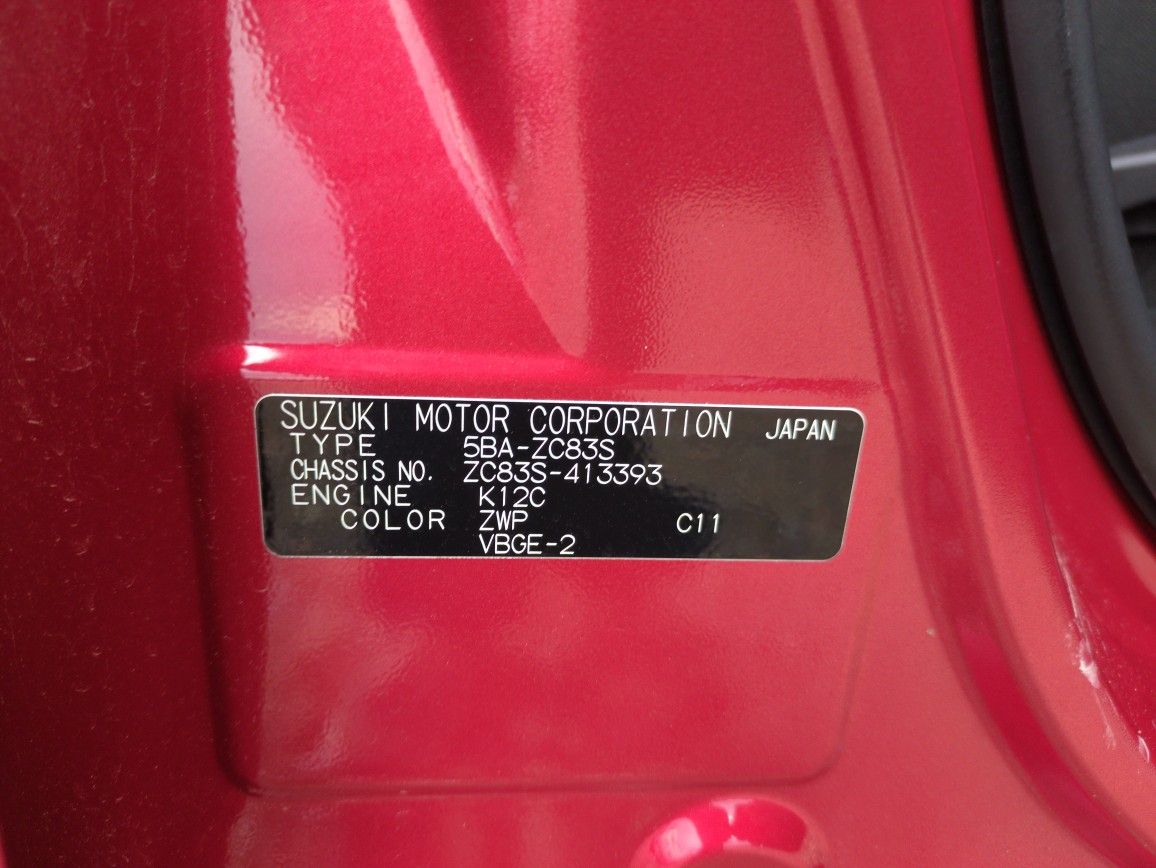 SUZUKI MOTOR CORPORATION JAPAN
TYPE 5BA-ZC83S
CHASSIS NO. ZC83S-413393
ENGINE K12C
COLOR ZWP C11
VBGE-2